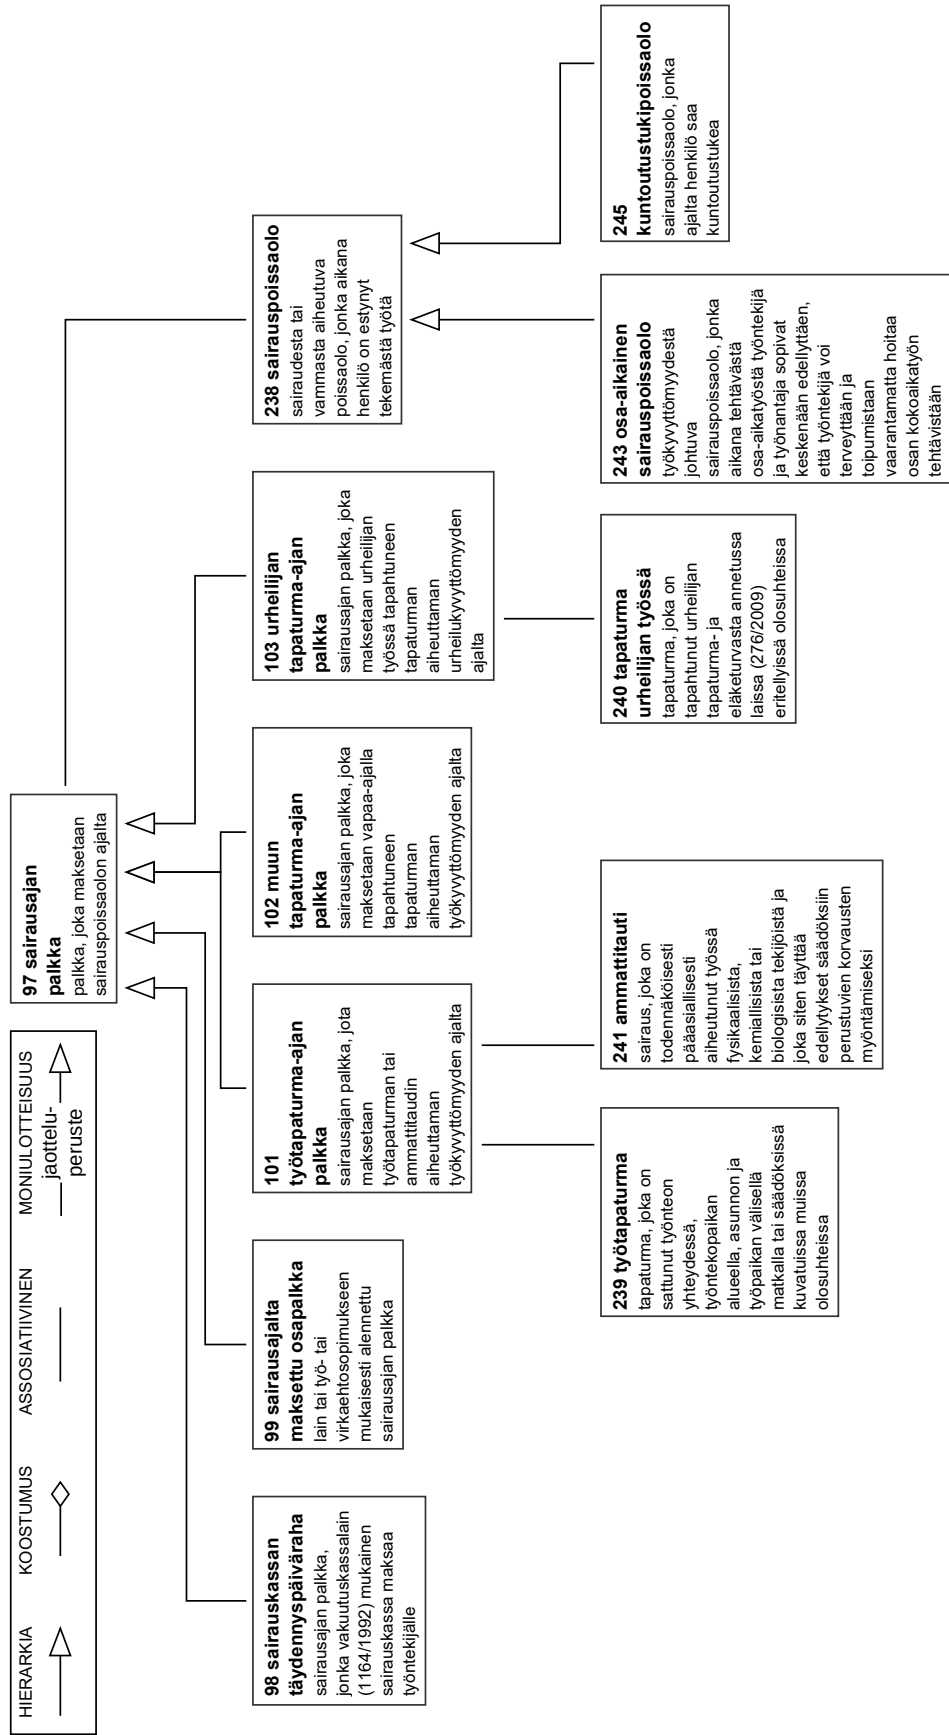 HIERARKIA
KOOSTUMUS
ASSOSIATIIVINEN
MONIULOTTEISUUS
jaottelu-
peruste
97 sairausajan
palkka
palkka, joka maksetaan
sairauspoissaolon ajalta
98 sairauskassan
täydennyspäiväraha
sairausajan palkka,
jonka vakuutuskassalain
(1164/1992) mukainen
sairauskassa maksaa
työntekijälle
99 sairausajalta
maksettu osapalkka
lain tai työ- tai
virkaehtosopimukseen
mukaisesti alennettu
sairausajan palkka
101
työtapaturma-ajan
palkka
sairausajan palkka, jota
maksetaan
työtapaturman tai
ammattitaudin
aiheuttaman
työkyvyttömyyden ajalta
102 muun
tapaturma-ajan
palkka
sairausajan palkka, joka
maksetaan vapaa-ajalla
tapahtuneen
tapaturman
aiheuttaman
työkyvyttömyyden ajalta
103 urheilijan
tapaturma-ajan
palkka
sairausajan palkka, joka
maksetaan urheilijan
työssä tapahtuneen
tapaturman
aiheuttaman
urheilukyvyttömyyden
ajalta
238 sairauspoissaolo
sairaudesta tai
vammasta aiheutuva
poissaolo, jonka aikana
henkilö on estynyt
tekemästä työtä
239 työtapaturma
tapaturma, joka on
sattunut työnteon
yhteydessä,
työntekopaikan
alueella, asunnon ja
työpaikan välisellä
matkalla tai säädöksissä
kuvatuissa muissa
olosuhteissa
241 ammattitauti
sairaus, joka on
todennäköisesti
pääasiallisesti
aiheutunut työssä
fysikaalisista,
kemiallisista tai
biologisista tekijöistä ja
joka siten täyttää
edellytykset säädöksiin
perustuvien korvausten
myöntämiseksi
240 tapaturma
urheilijan työssä
tapaturma, joka on
tapahtunut urheilijan
tapaturma- ja
eläketurvasta annetussa
laissa (276/2009)
eritellyissä olosuhteissa
243 osa-aikainen
sairauspoissaolo
työkyvyttömyydestä
johtuva
sairauspoissaolo, jonka
aikana tehtävästä
osa-aikatyöstä työntekijä
ja työnantaja sopivat
keskenään edellyttäen,
että työntekijä voi
terveyttään ja
toipumistaan
vaarantamatta hoitaa
osan kokoaikatyön
tehtävistään
245
kuntoutustukipoissaolo
sairauspoissaolo, jonka
ajalta henkilö saa
kuntoutustukea